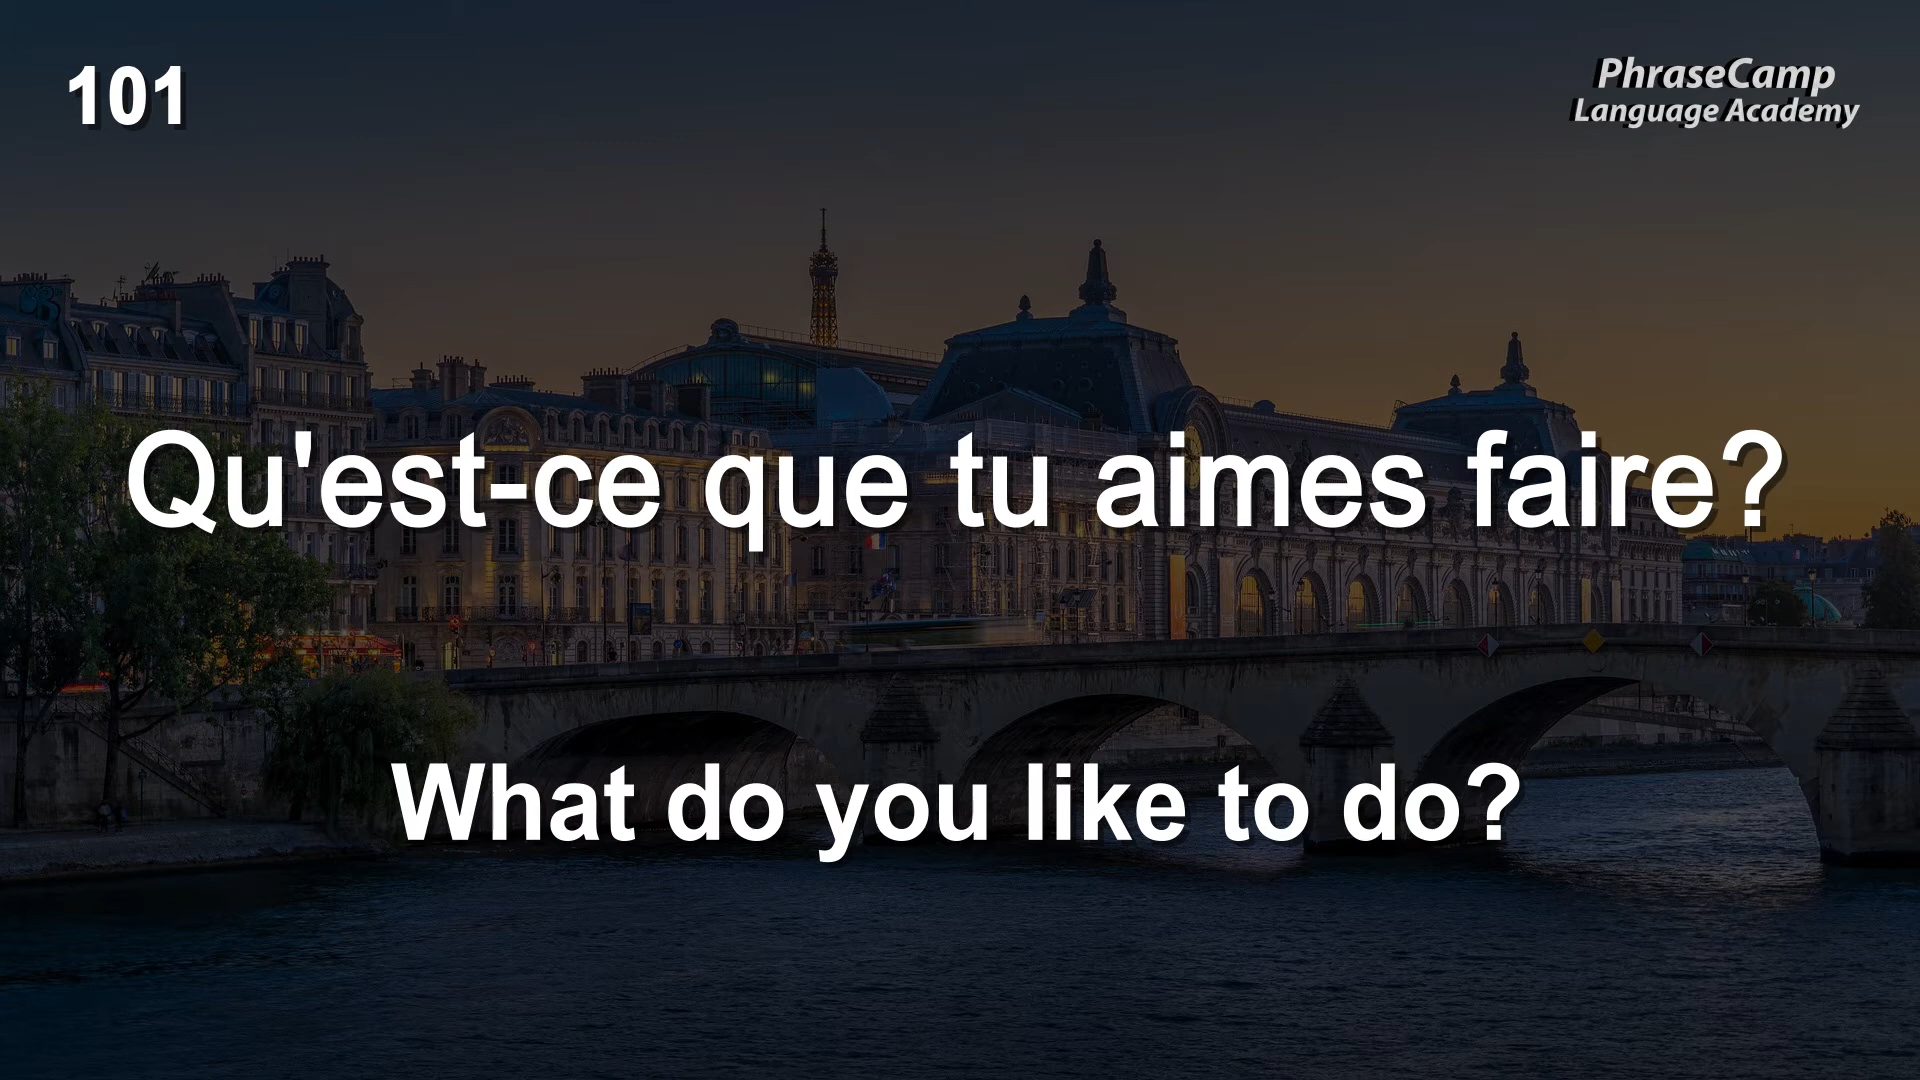 101
PhraseCamp
Language Academy
Qu'est-ce que tu aimes faire?
What do you like to do?